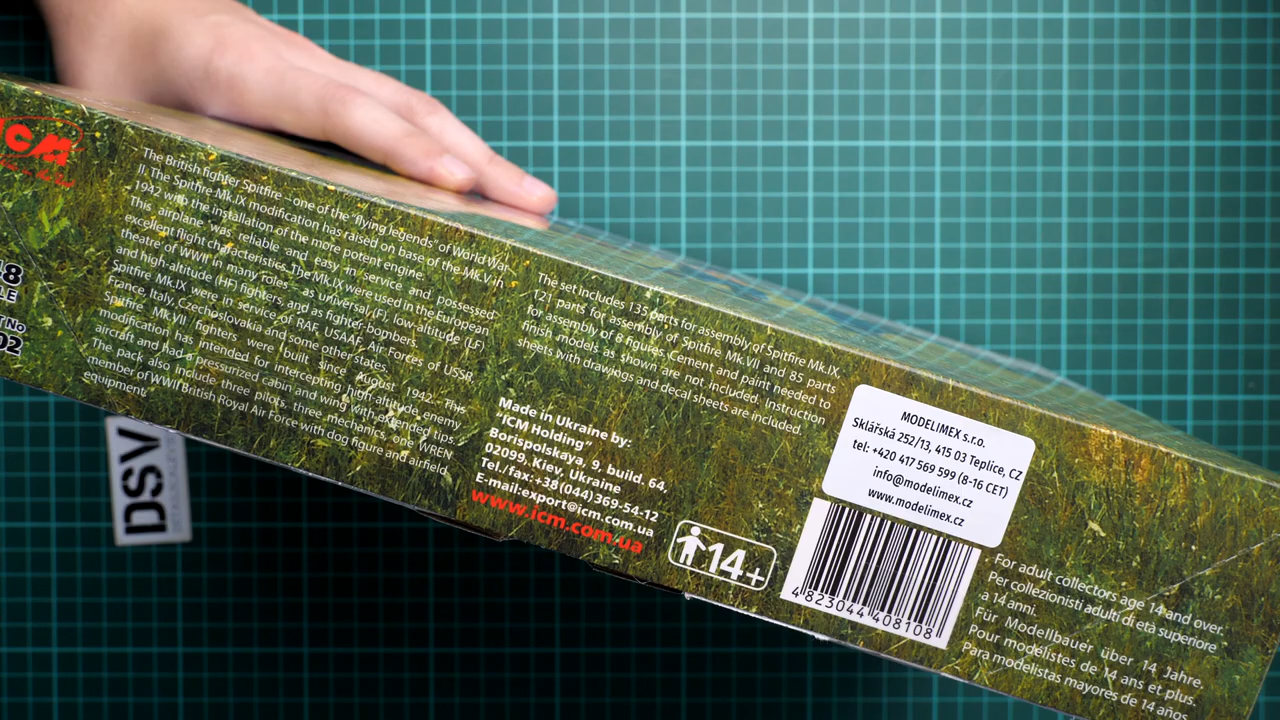 ICM
8
LE
No
02
The British fighter Spitfire – one of the "flying legends" of World War
II. The Spitfire Mk.IX modification has raised on base of the Mk.V in
1942 with the installation of the more potent engine.
This airplane was reliable and easy in service and possessed
excellent flight characteristics. The Mk.IX were used in the European
theatre of WWII in many roles – as universal (F), low-altitude (LF)
and high-altitude (HF) fighters, and as fighter-bombers.
Spitfire Mk.IX were in service of RAF, USAAF, Air Forces of USSR,
France, Italy, Czechoslovakia and some other states.
Spitfire Mk.VII fighters were built since August 1942. This
modification has intended for intercepting high-altitude enemy
aircraft and had a pressurized cabin and wing with extended tips.
The pack also include three pilots, three mechanics, one WREN
member of WWII British Royal Air Force with dog figure and airfield
equipment
The set includes 135 parts for assembly of Spitfire Mk.IX,
121 parts for assembly of Spitfire Mk.VII and 85 parts
for assembly of 8 figures. Cement and paint needed to
finish models as shown are not included. Instruction
sheets with drawings and decal sheets are included.
Made in Ukraine by:
"ICM Holding"
Borispolskaya, 9, build. 64,
02099, Kiev, Ukraine
Tel./fax:+38(044)369-54-12
E-mail:export@icm.com.ua
www.icm.com.ua
14+
MODELIMEX s.r.o.
Sklářská 252/13, 415 03 Teplice, CZ
tel: +420 417 569 599 (8-16 CET)
info@modelimex.cz
www.modelimex.cz
4 823044 408108
For adult collectors age 14 and over.
Per collezionisti adulti di età superiore
a 14 anni.
Für Modellbauer über 14 Jahre.
Pour modélistes de 14 ans et plus.
Para modelistas mayores de 14 años
DSV